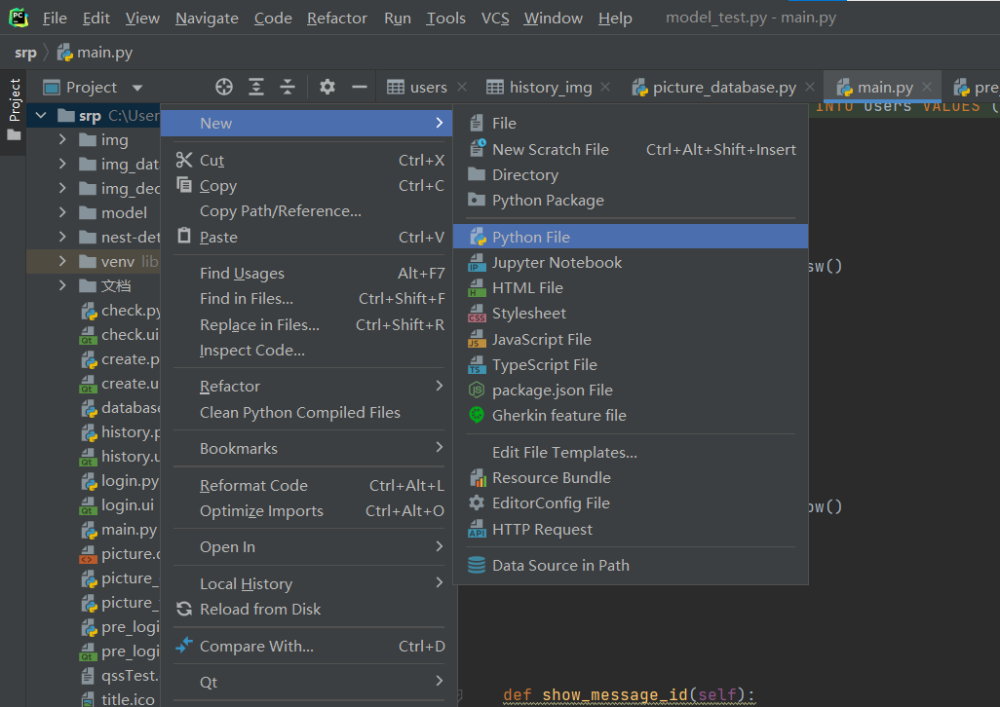 File Edit View Navigate Code Refactor Run Tools VCS Window Help model_test.py - main.py
srp main.py
Project
Project users history_img picture_database.py main.py pre_
INTO Users VALUES (
srp C:\User
img
img_dat
img_dec
model
nest-det
venv lib
文档
check.py
check.ui
create.p
create.u
database
history.p
history.u
login.py
login.ui
main.py
picture.
picture_
picture_
pre_logi
pre_logi
qssTest.
title.ico
New
Cut Ctrl+X
Copy Ctrl+C
Copy Path/Reference...
Paste Ctrl+V
Find Usages Alt+F7
Find in Files... Ctrl+Shift+F
Replace in Files... Ctrl+Shift+R
Inspect Code...
Refactor
Clean Python Compiled Files
Bookmarks
Reformat Code Ctrl+Alt+L
Optimize Imports Ctrl+Alt+O
Open In
Local History
Reload from Disk
Compare With... Ctrl+D
Qt
File
New Scratch File Ctrl+Alt+Shift+Insert
Directory
Python Package
Python File
Jupyter Notebook
HTML File
Stylesheet
JavaScript File
TypeScript File
package.json File
Gherkin feature file
Edit File Templates...
Resource Bundle
EditorConfig File
HTTP Request
Data Source in Path
sw()
ow()
def show_message_id(self):